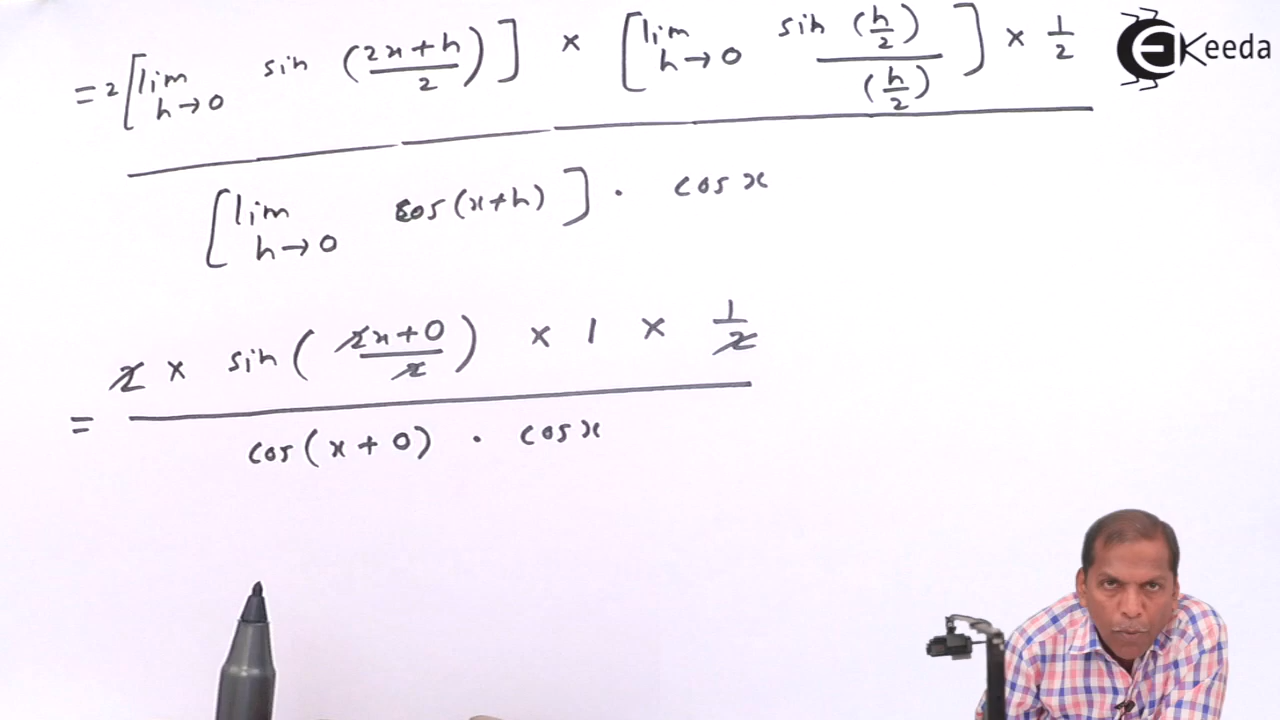 = 2 [ lim h→0 sin (2x+h / 2) ] × [ lim h→0 sin (h/2) / (h/2) ] × 1/2
[ lim h→0 cos(x+h) ] · cos x
= 2 × sin ( 2x+0 / 2 ) × 1 × 1/2
cos(x+0) · cos x
EKeeda